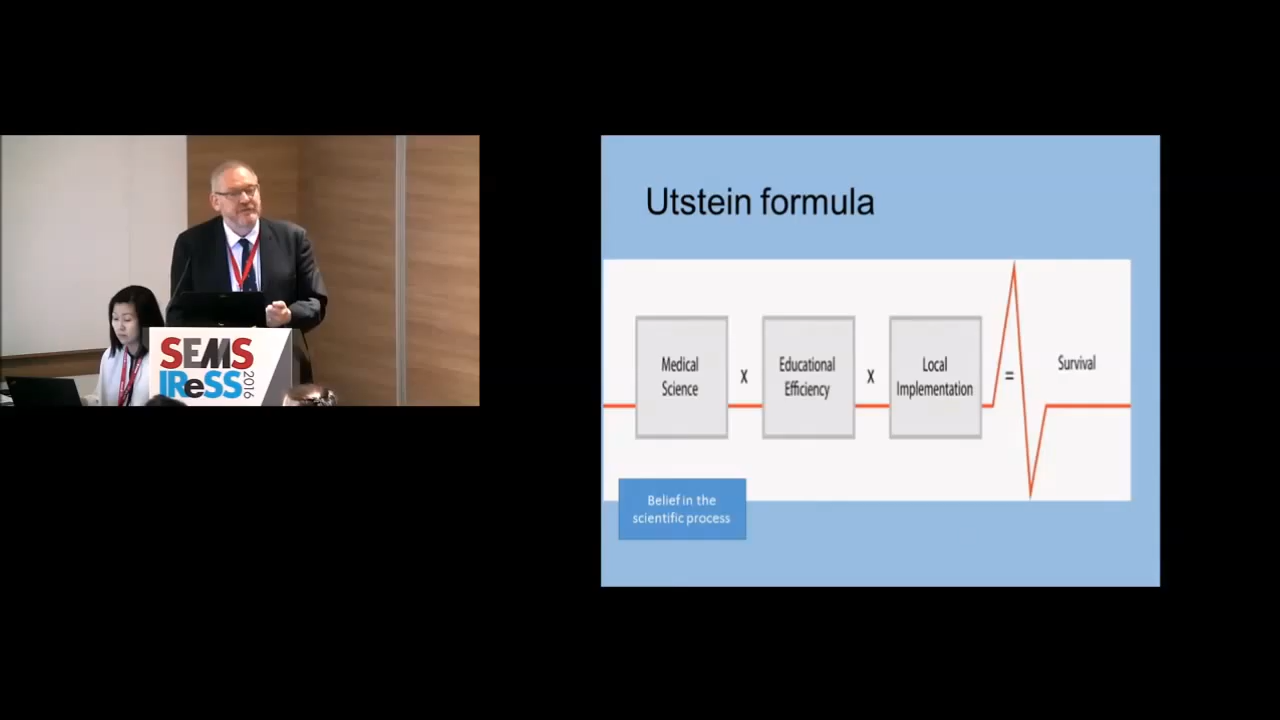 SEMS
IReSS
2016
Utstein formula
Medical
Science
x
Educational
Efficiency
x
Local
Implementation
=
Survival
Belief in the
scientific process